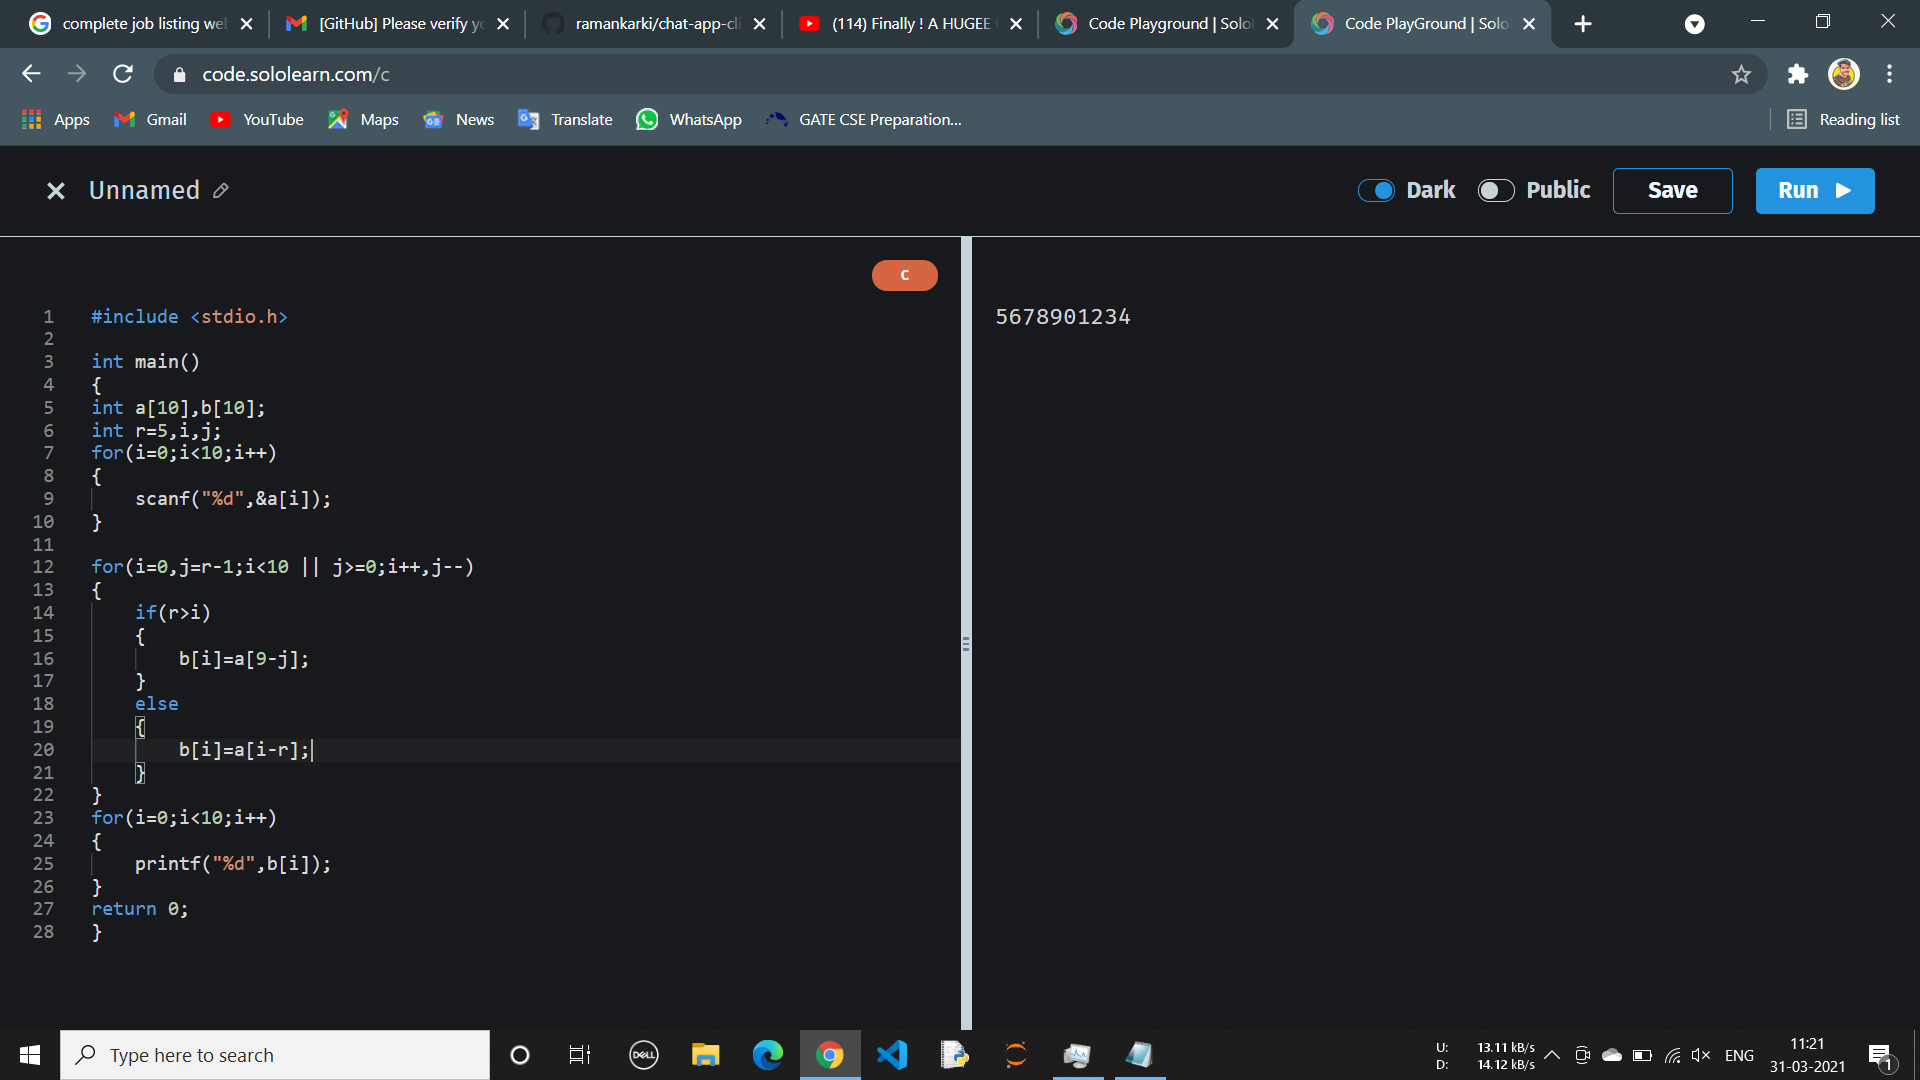 complete job listing we
[GitHub] Please verify yo
ramankarki/chat-app-cli
(114) Finally ! A HUGEE
Code Playground | Solol
Code PlayGround | Solo
code.sololearn.com/c
Apps
Gmail
YouTube
Maps
News
Translate
WhatsApp
GATE CSE Preparation...
Reading list
Unnamed
Dark
Public
Save
Run
C
1 #include <stdio.h>
2
3 int main()
4 {
5 int a[10],b[10];
6 int r=5,i,j;
7 for(i=0;i<10;i++)
8 {
9     scanf("%d",&a[i]);
10 }
11
12 for(i=0,j=r-1;i<10 || j>=0;i++,j--)
13 {
14     if(r>i)
15     {
16         b[i]=a[9-j];
17     }
18     else
19     {
20         b[i]=a[i-r];
21     }
22 }
23 for(i=0;i<10;i++)
24 {
25     printf("%d",b[i]);
26 }
27 return 0;
28 }
5678901234
Type here to search
DELL
U: 13.11 kB/s
D: 14.12 kB/s
ENG
11:21
31-03-2021
1